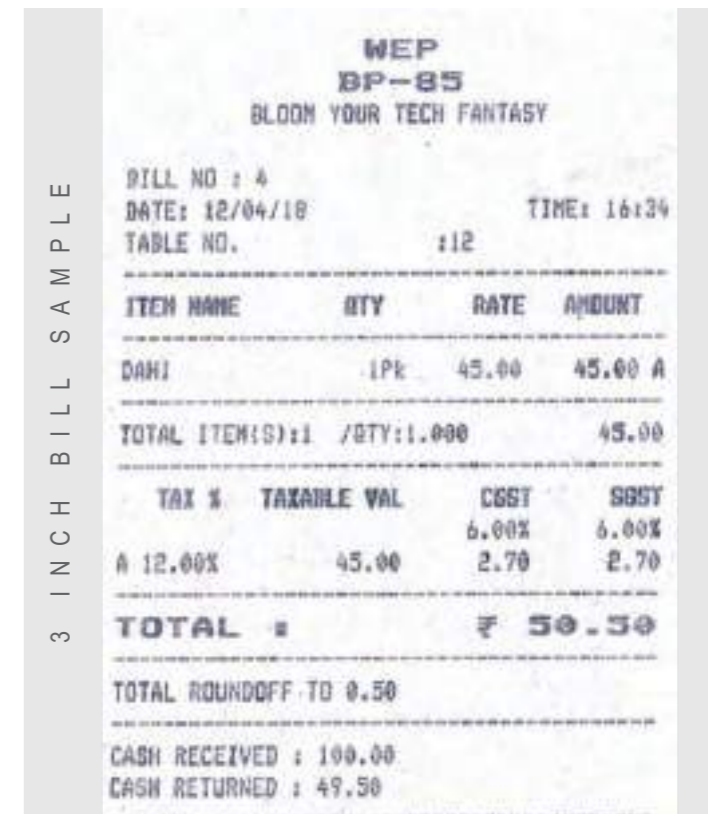 3 INCH BILL SAMPLE
WEP
BP-85
BLOOM YOUR TECH FANTASY
BILL NO : 4
DATE: 12/04/18 TIME: 16:34
TABLE NO. :12
ITEM NAME QTY RATE AMOUNT
DAHI 1Pk 45.00 45.00 A
TOTAL ITEM(S):1 /QTY:1.000 45.00
TAX % TAXABLE VAL CGST SGST
6.00% 6.00%
A 12.00% 45.00 2.70 2.70
TOTAL : ₹ 50.50
TOTAL ROUNDOFF TO 0.50
CASH RECEIVED : 100.00
CASH RETURNED : 49.50